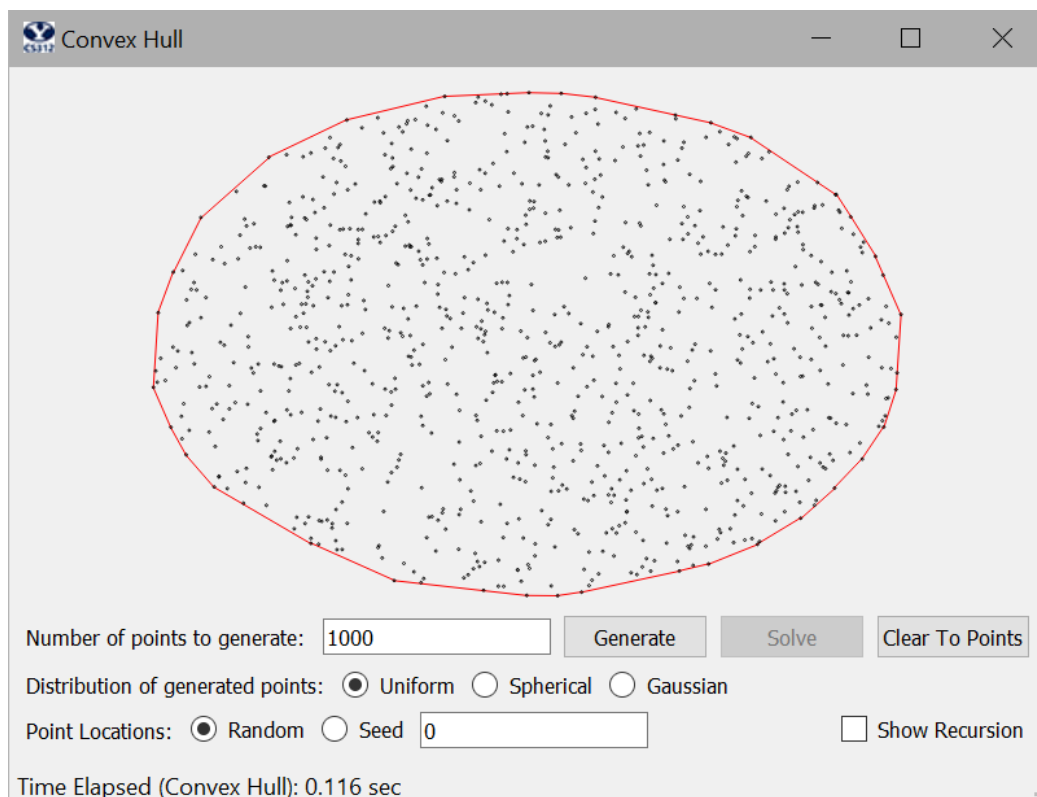 CS312 Convex Hull
Number of points to generate: 1000 Generate Solve Clear To Points
Distribution of generated points: Uniform Spherical Gaussian
Point Locations: Random Seed 0 Show Recursion
Time Elapsed (Convex Hull): 0.116 sec